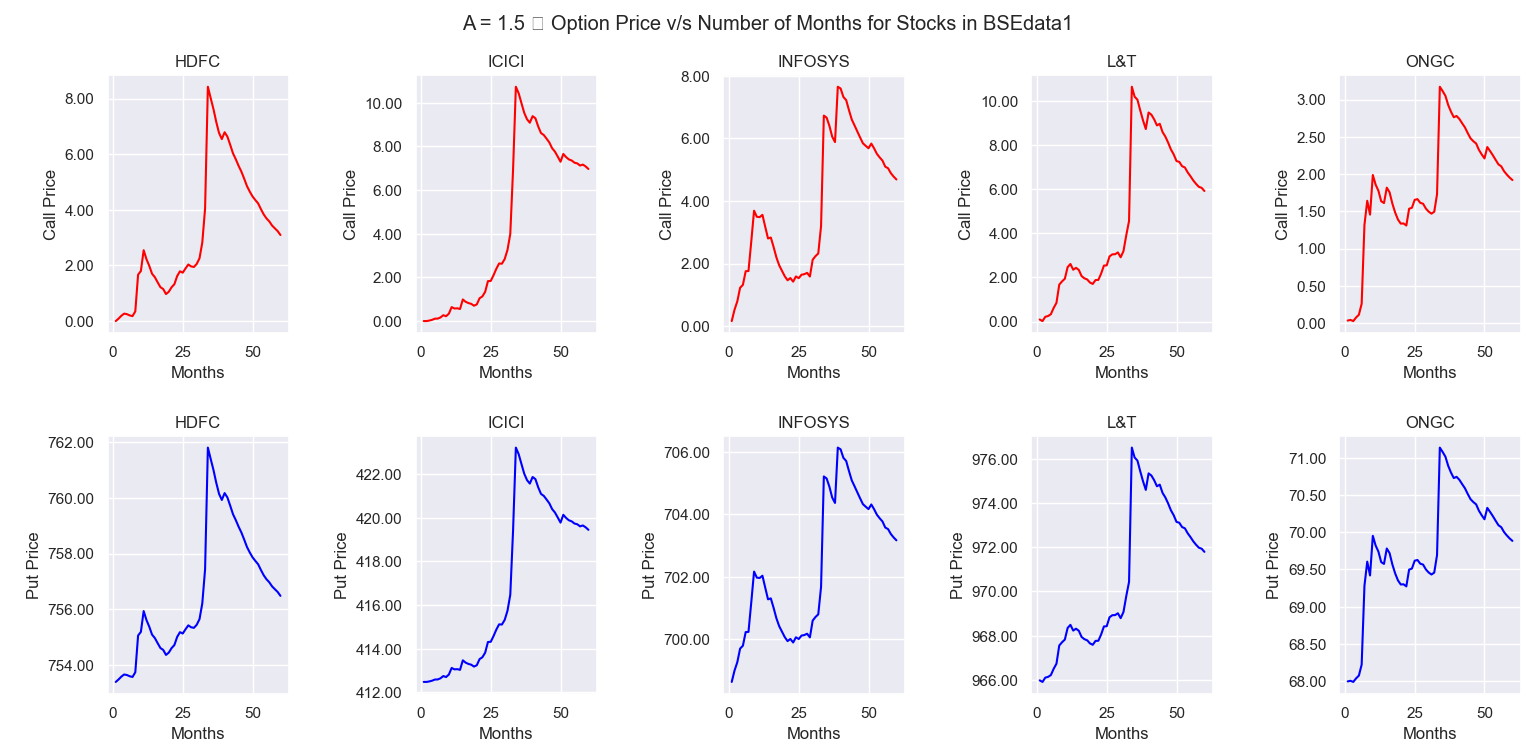 A = 1.5 Option Price v/s Number of Months for Stocks in BSEdata1
HDFC
ICICI
INFOSYS
L&T
ONGC
Call Price
8.00
6.00
4.00
2.00
0.00
0
25
50
Months
Call Price
10.00
8.00
6.00
4.00
2.00
0.00
0
25
50
Months
Call Price
8.00
6.00
4.00
2.00
0.00
0
25
50
Months
Call Price
10.00
8.00
6.00
4.00
2.00
0.00
0
25
50
Months
Call Price
3.00
2.50
2.00
1.50
1.00
0.50
0.00
0
25
50
Months
HDFC
ICICI
INFOSYS
L&T
ONGC
Put Price
762.00
760.00
758.00
756.00
754.00
0
25
50
Months
Put Price
422.00
420.00
418.00
416.00
414.00
412.00
0
25
50
Months
Put Price
706.00
704.00
702.00
700.00
0
25
50
Months
Put Price
976.00
974.00
972.00
970.00
968.00
966.00
0
25
50
Months
Put Price
71.00
70.50
70.00
69.50
69.00
68.50
68.00
0
25
50
Months